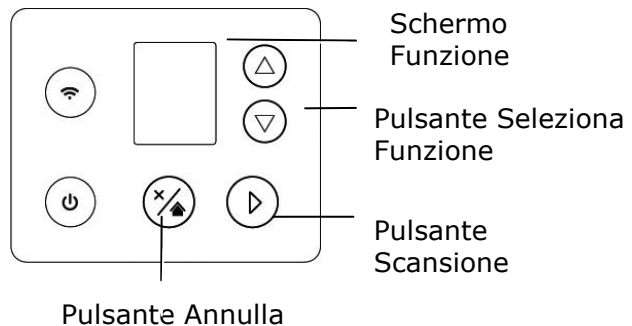 Schermo
Funzione
Pulsante Seleziona
Funzione
Pulsante
Scansione
Pulsante Annulla